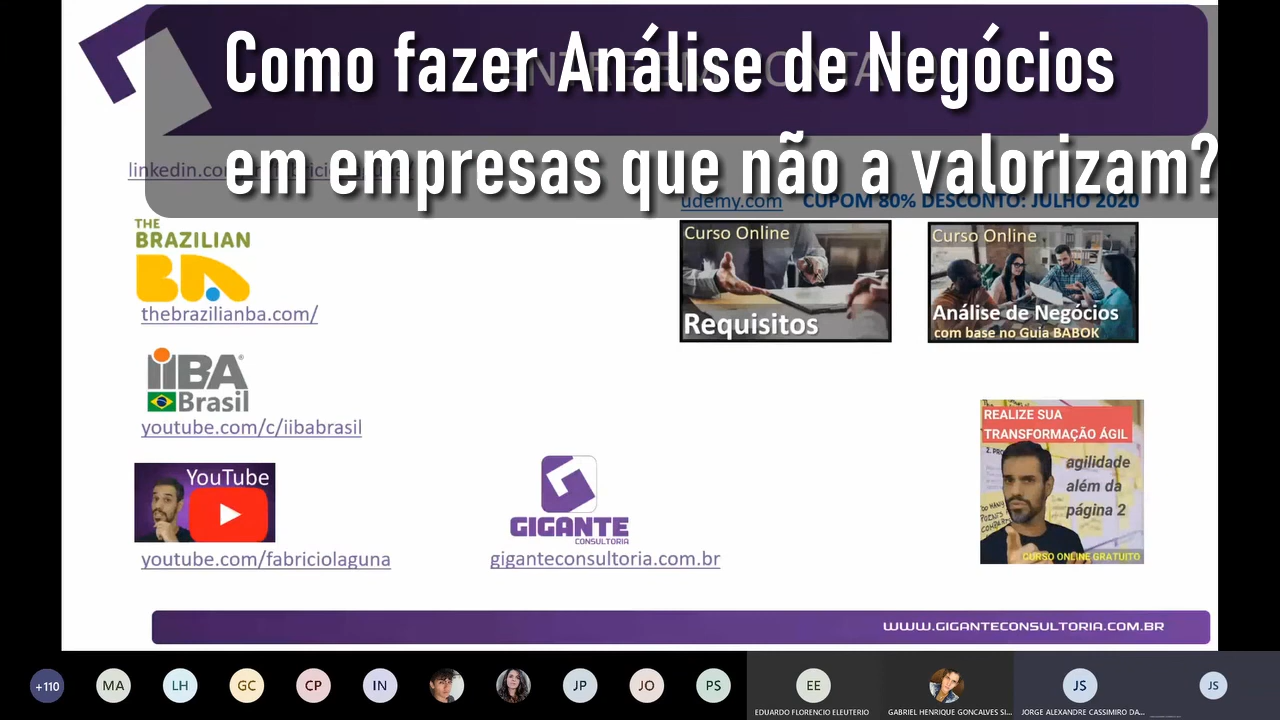 Como fazer Análise de Negócios
em empresas que não a valorizam?
udemy.com CUPOM 80% DESCONTO: JULHO 2020
THE
BRAZILIAN
BA
thebrazilianba.com/
Curso Online
Requisitos
Curso Online
Análise de Negócios
com base no Guia BABOK
iiBA®
Brasil
youtube.com/c/iibabrasil
REALIZE SUA
TRANSFORMAÇÃO ÁGIL
agilidade
além da
página 2
CURSO ONLINE GRATUITO
YouTube
youtube.com/fabriciolaguna
GIGANTE
CONSULTORIA
giganteconsultoria.com.br
WWW.GIGANTECONSULTORIA.COM.BR
+110 MA LH GC CP IN JP JO PS EE JS JS
EDUARDO FLORENCIO ELEUTERIO GABRIEL HENRIQUE GONCALVES SI... JORGE ALEXANDRE CASSIMIRO DA...